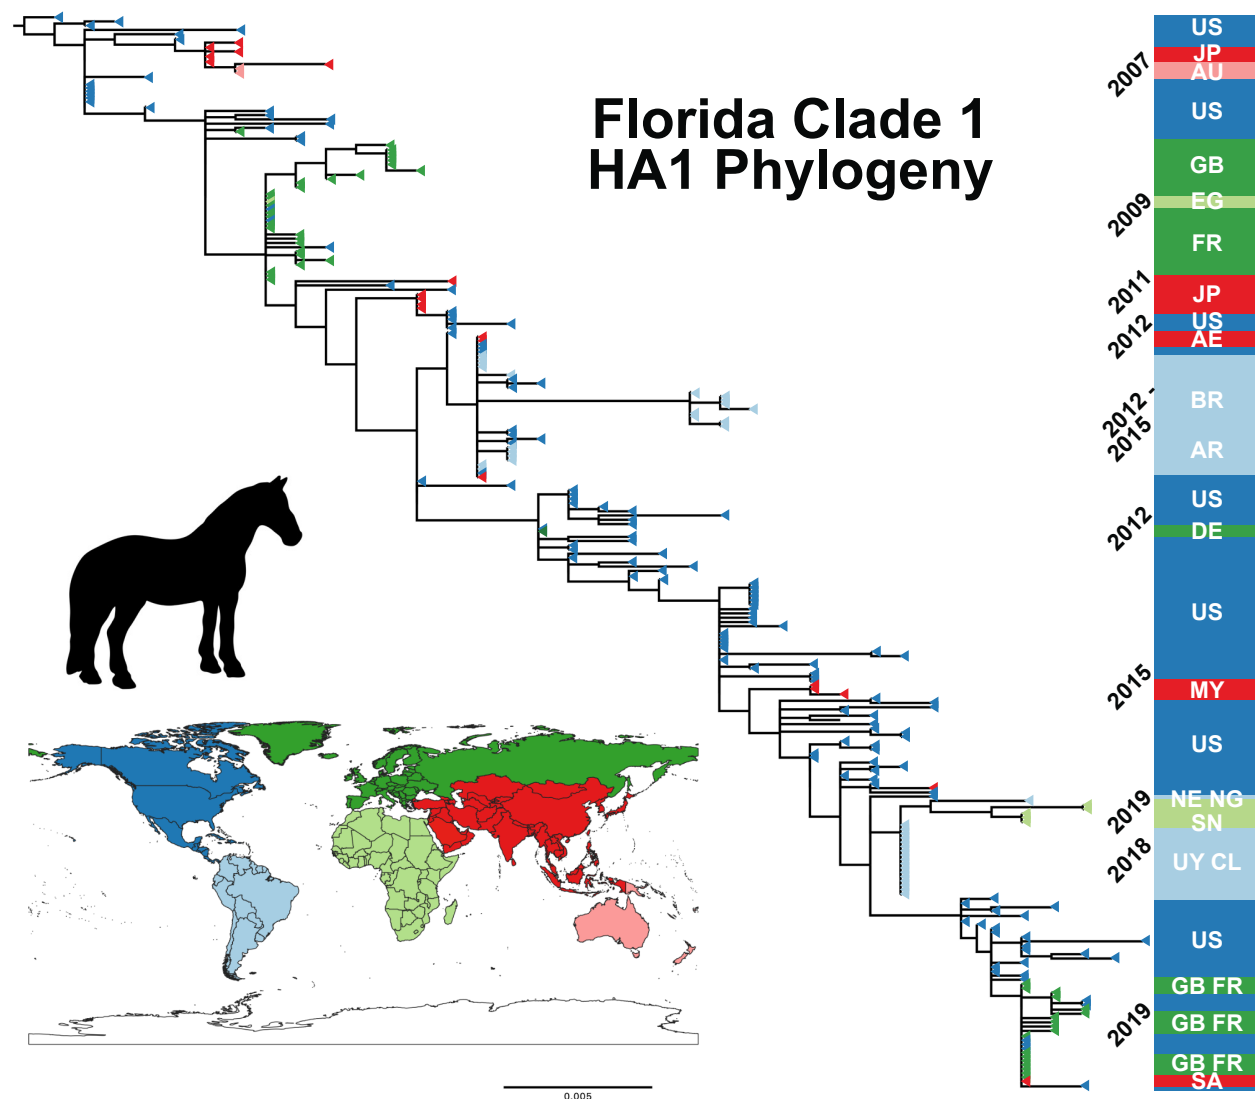 Florida Clade 1
HA1 Phylogeny
US
JP
2007
AU
US
GB
EG
2009
FR
2011
JP
US
2012
AE
BR
2012 -
2015
AR
US
2012
DE
US
2015
MY
US
NE NG
2019
SN
2018
UY CL
US
GB FR
2019
GB FR
GB FR
SA
0.005